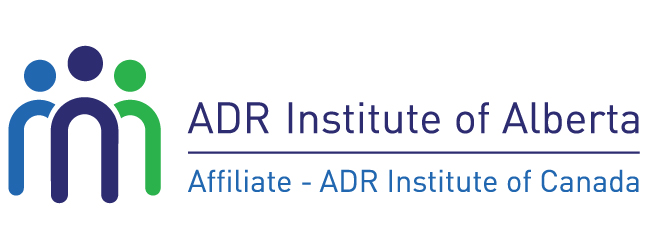 ADR Institute of Alberta
Affiliate - ADR Institute of Canada